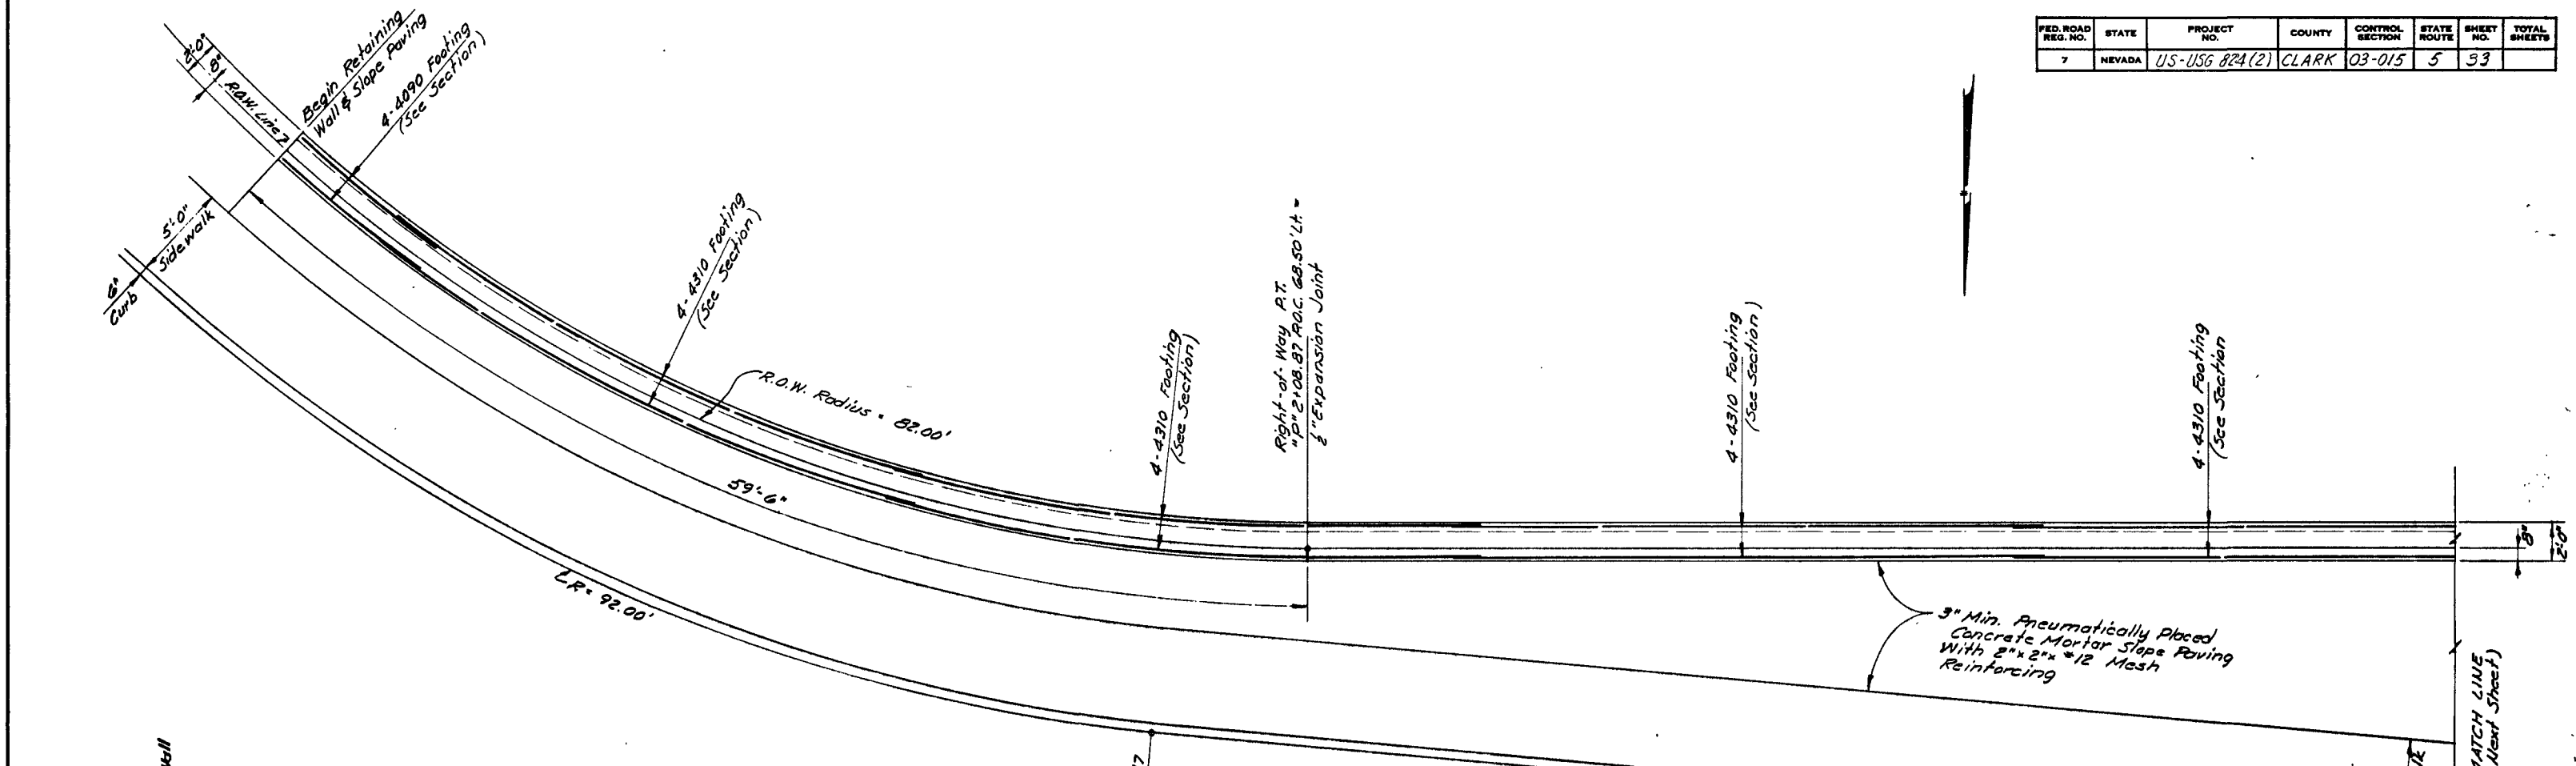 FED. ROAD REG. NO. STATE PROJECT NO. COUNTY CONTROL SECTION STATE ROUTE SHEET NO. TOTAL SHEETS
7 NEVADA US-USG 824(2) CLARK 03-015 5 33
2'-0"
8"
R.O.W. Line
Begin Retaining
Wall & Slope Paving
4-4090 Footing
(See Section)
5'-0"
Sidewalk
6"
Curb
4-4310 Footing
(See Section)
R.O.W. Radius = 82.00'
59'-6"
R = 92.00'
4-4310 Footing
(See Section)
Right-of-Way P.T.
"P" 2+08.87 P.O.C. 68.50' Lt. =
½" Expansion Joint
4-4310 Footing
(See Section)
4-4310 Footing
(See Section
8"
2'-0"
3" Min. Pneumatically Placed
Concrete Mortar Slope Paving
With 2"x 2"x #12 Mesh
Reinforcing
MATCH LINE
Next Sheet)
Wall